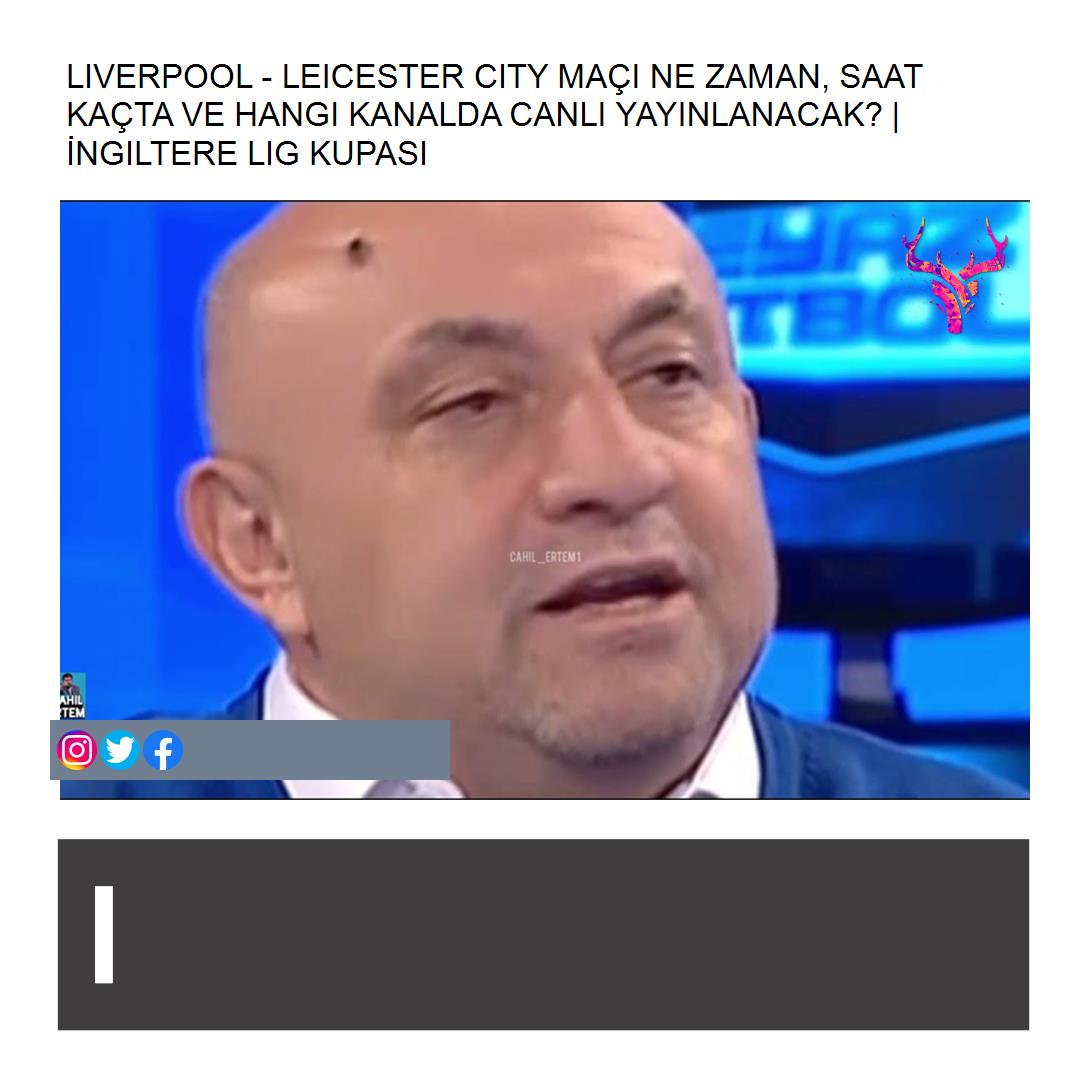 LIVERPOOL - LEICESTER CITY MAÇI NE ZAMAN, SAAT
KAÇTA VE HANGI KANALDA CANLI YAYINLANACAK? |
İNGILTERE LIG KUPASI
CAHIL_ERTEM1